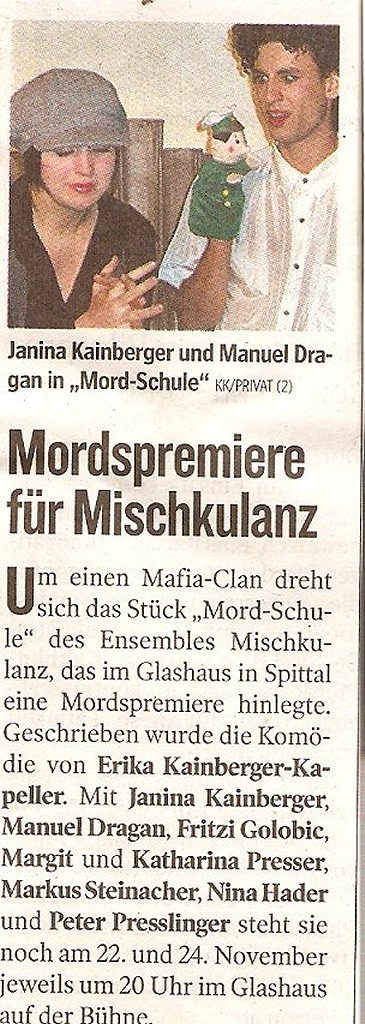 Janina Kainberger und Manuel Dra-
gan in „Mord-Schule“ KK/PRIVAT (2)
Mordspremiere
für Mischkulanz
Um einen Mafia-Clan dreht
sich das Stück „Mord-Schu-
le“ des Ensembles Mischku-
lanz, das im Glashaus in Spittal
eine Mordspremiere hinlegte.
Geschrieben wurde die Komö-
die von Erika Kainberger-Ka-
peller. Mit Janina Kainberger,
Manuel Dragan, Fritzi Golobic,
Margit und Katharina Presser,
Markus Steinacher, Nina Hader
und Peter Presslinger steht sie
noch am 22. und 24. November
jeweils um 20 Uhr im Glashaus
auf der Bühne.